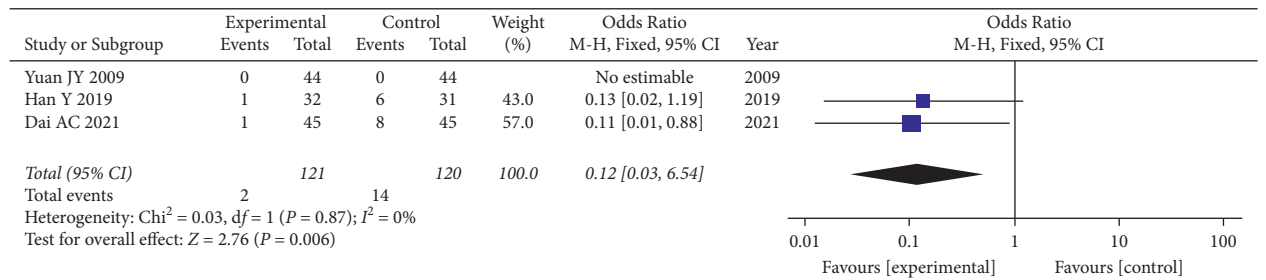 Experimental Control Weight Odds Ratio Odds Ratio
Study or Subgroup Events Total Events Total (%) M-H, Fixed, 95% CI Year M-H, Fixed, 95% CI
Yuan JY 2009 0 44 0 44 No estimable 2009
Han Y 2019 1 32 6 31 43.0 0.13 [0.02, 1.19] 2019
Dai AC 2021 1 45 8 45 57.0 0.11 [0.01, 0.88] 2021
Total (95% CI) 121 120 100.0 0.12 [0.03, 6.54]
Total events 2 14
Heterogeneity: Chi² = 0.03, df = 1 (P = 0.87); I² = 0%
Test for overall effect: Z = 2.76 (P = 0.006)
0.01 0.1 1 10 100
Favours [experimental] Favours [control]